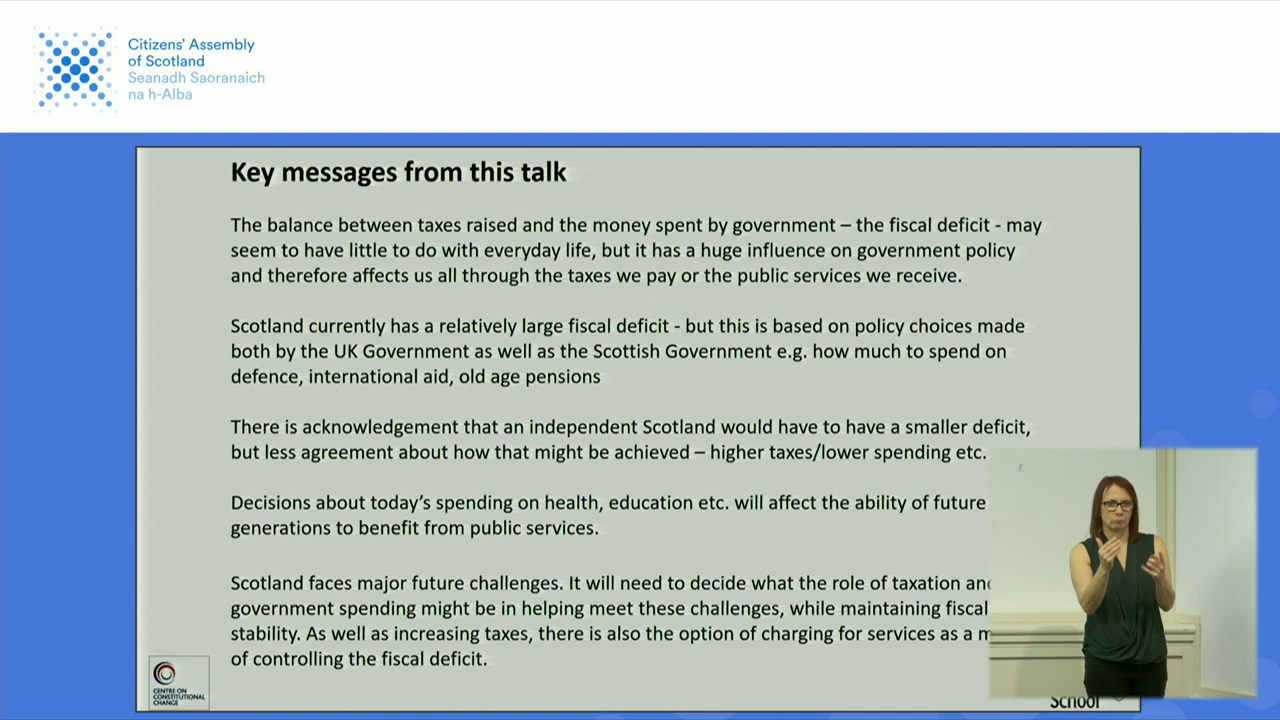 Citizens' Assembly
of Scotland
Seanadh Saoranaich
na h-Alba
Key messages from this talk
The balance between taxes raised and the money spent by government – the fiscal deficit - may
seem to have little to do with everyday life, but it has a huge influence on government policy
and therefore affects us all through the taxes we pay or the public services we receive.
Scotland currently has a relatively large fiscal deficit - but this is based on policy choices made
both by the UK Government as well as the Scottish Government e.g. how much to spend on
defence, international aid, old age pensions
There is acknowledgement that an independent Scotland would have to have a smaller deficit,
but less agreement about how that might be achieved – higher taxes/lower spending etc.
Decisions about today's spending on health, education etc. will affect the ability of future
generations to benefit from public services.
Scotland faces major future challenges. It will need to decide what the role of taxation and
government spending might be in helping meet these challenges, while maintaining fiscal
stability. As well as increasing taxes, there is also the option of charging for services as a
of controlling the fiscal deficit.
CENTRE ON
CONSTITUTIONAL
CHANGE
School